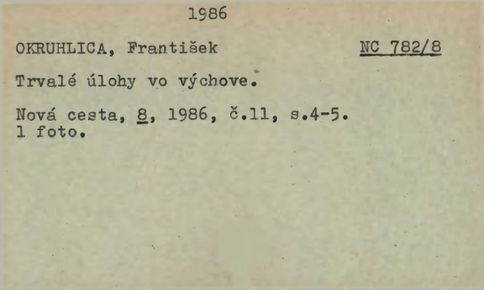 1986
OKRUHLICA, František NC 782/8
Trvalé úlohy vo výchove.
Nová cesta, 8, 1986, č.11, s.4-5.
1 foto.